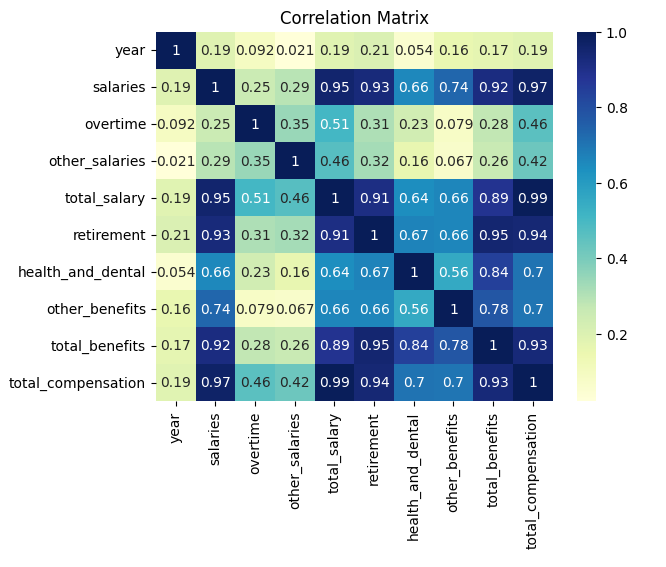 Correlation Matrix
year 1 0.19 0.092 0.021 0.19 0.21 0.054 0.16 0.17 0.19
salaries 0.19 1 0.25 0.29 0.95 0.93 0.66 0.74 0.92 0.97
overtime 0.092 0.25 1 0.35 0.51 0.31 0.23 0.079 0.28 0.46
other_salaries 0.021 0.29 0.35 1 0.46 0.32 0.16 0.067 0.26 0.42
total_salary 0.19 0.95 0.51 0.46 1 0.91 0.64 0.66 0.89 0.99
retirement 0.21 0.93 0.31 0.32 0.91 1 0.67 0.66 0.95 0.94
health_and_dental 0.054 0.66 0.23 0.16 0.64 0.67 1 0.56 0.84 0.7
other_benefits 0.16 0.74 0.079 0.067 0.66 0.66 0.56 1 0.78 0.7
total_benefits 0.17 0.92 0.28 0.26 0.89 0.95 0.84 0.78 1 0.93
total_compensation 0.19 0.97 0.46 0.42 0.99 0.94 0.7 0.7 0.93 1
year salaries overtime other_salaries total_salary retirement health_and_dental other_benefits total_benefits total_compensation
1.0
0.8
0.6
0.4
0.2